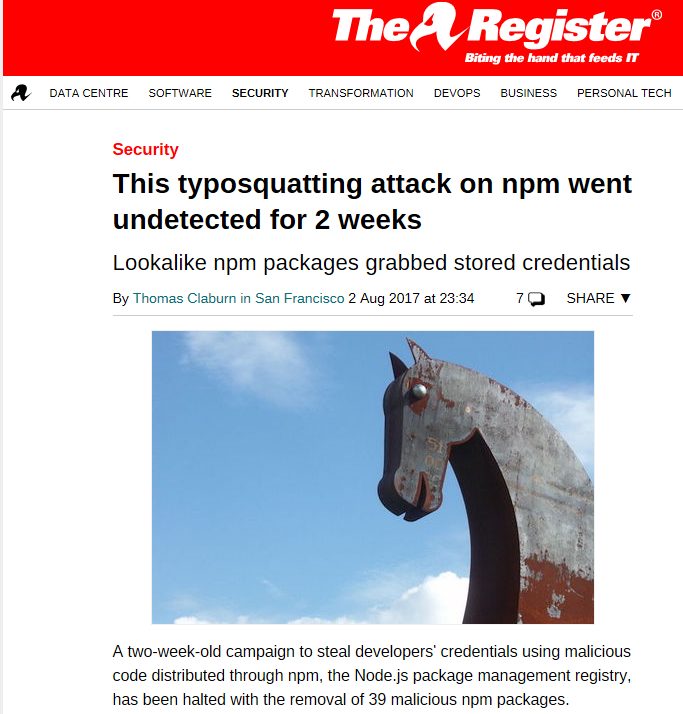 The Register®
Biting the hand that feeds IT
DATA CENTRE SOFTWARE SECURITY TRANSFORMATION DEVOPS BUSINESS PERSONAL TECH
Security
This typosquatting attack on npm went
undetected for 2 weeks
Lookalike npm packages grabbed stored credentials
By Thomas Claburn in San Francisco 2 Aug 2017 at 23:34 7 SHARE ▼
A two-week-old campaign to steal developers' credentials using malicious
code distributed through npm, the Node.js package management registry,
has been halted with the removal of 39 malicious npm packages.